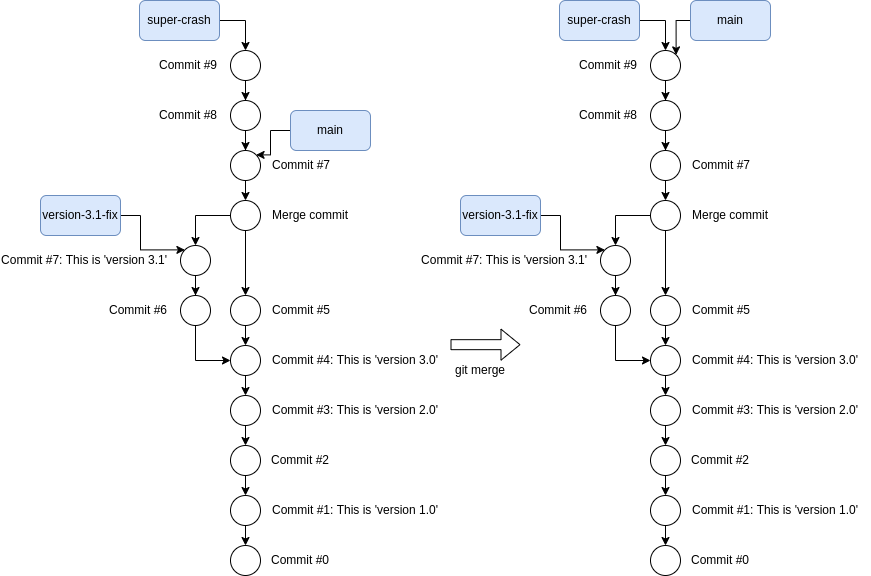 super-crash
Commit #9
Commit #8
main
Commit #7
version-3.1-fix
Merge commit
Commit #7: This is 'version 3.1'
Commit #6
Commit #5
Commit #4: This is 'version 3.0'
Commit #3: This is 'version 2.0'
Commit #2
Commit #1: This is 'version 1.0'
Commit #0
git merge
super-crash
main
Commit #9
Commit #8
Commit #7
version-3.1-fix
Merge commit
Commit #7: This is 'version 3.1'
Commit #6
Commit #5
Commit #4: This is 'version 3.0'
Commit #3: This is 'version 2.0'
Commit #2
Commit #1: This is 'version 1.0'
Commit #0